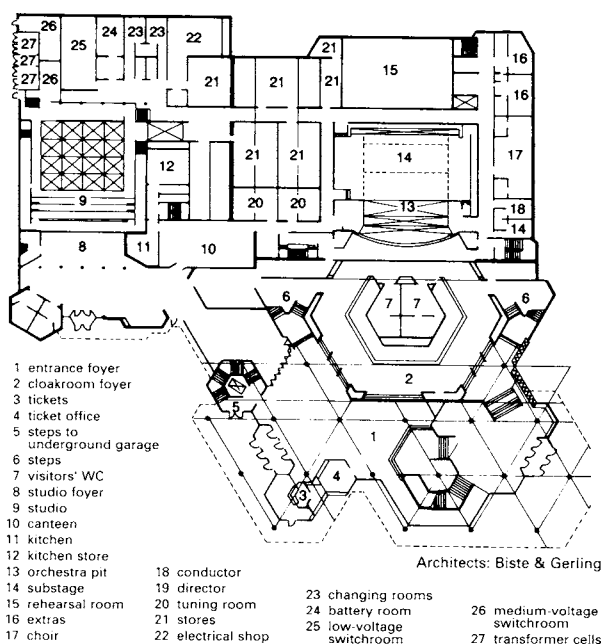 26
24 23 23 22
27 25 21
27 16
27 26 21 21 21 15
16
12 21 21 14 17
9 20 20 13 18
14
8 11 10
6 7 7 6
2
5
1
4
3
1 entrance foyer
2 cloakroom foyer
3 tickets
4 ticket office
5 steps to
underground garage
6 steps
7 visitors' WC
8 studio foyer
9 studio
10 canteen
11 kitchen
12 kitchen store
13 orchestra pit
14 substage
15 rehearsal room
16 extras
17 choir
18 conductor
19 director
20 tuning room
21 stores
22 electrical shop
23 changing rooms
24 battery room
25 low-voltage
switchroom
26 medium-voltage
switchroom
27 transformer cells
Architects: Biste & Gerling